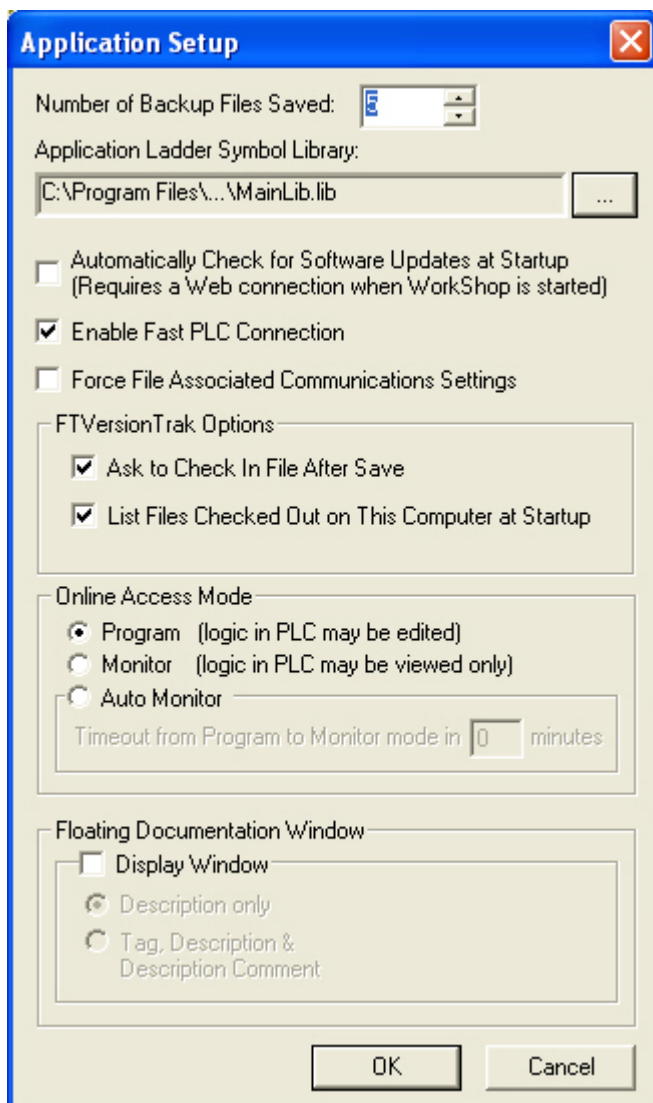 Application Setup
Number of Backup Files Saved: 5
Application Ladder Symbol Library:
C:\Program Files\...\MainLib.lib
...
Automatically Check for Software Updates at Startup
(Requires a Web connection when WorkShop is started)
Enable Fast PLC Connection
Force File Associated Communications Settings
FTVersionTrak Options
Ask to Check In File After Save
List Files Checked Out on This Computer at Startup
Online Access Mode
Program (logic in PLC may be edited)
Monitor (logic in PLC may be viewed only)
Auto Monitor
Timeout from Program to Monitor mode in 0 minutes
Floating Documentation Window
Display Window
Description only
Tag, Description &
Description Comment
OK Cancel